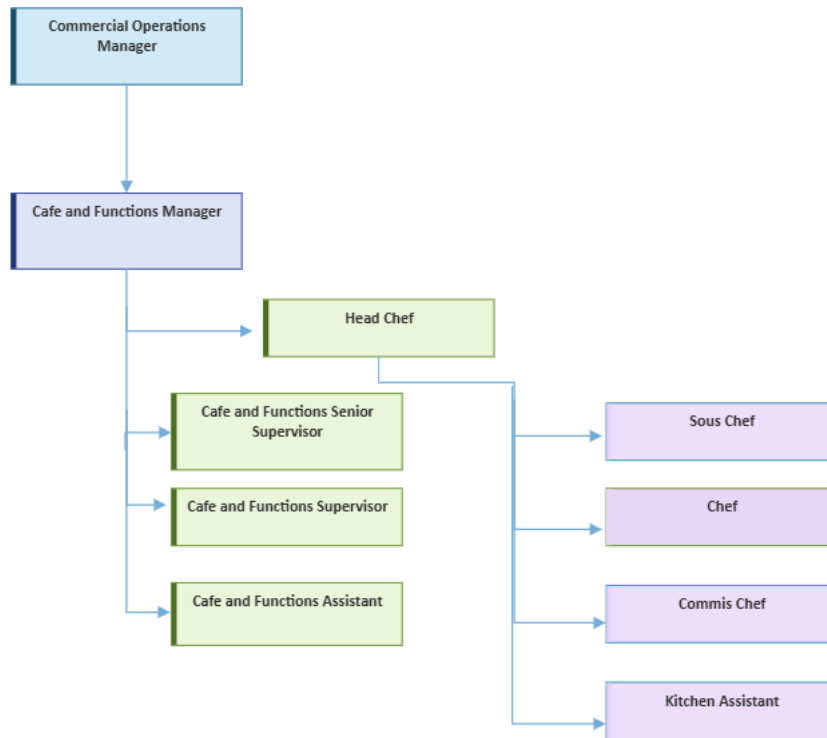 Commercial Operations
Manager
Cafe and Functions Manager
Head Chef
Cafe and Functions Senior
Supervisor
Sous Chef
Cafe and Functions Supervisor
Chef
Cafe and Functions Assistant
Commis Chef
Kitchen Assistant